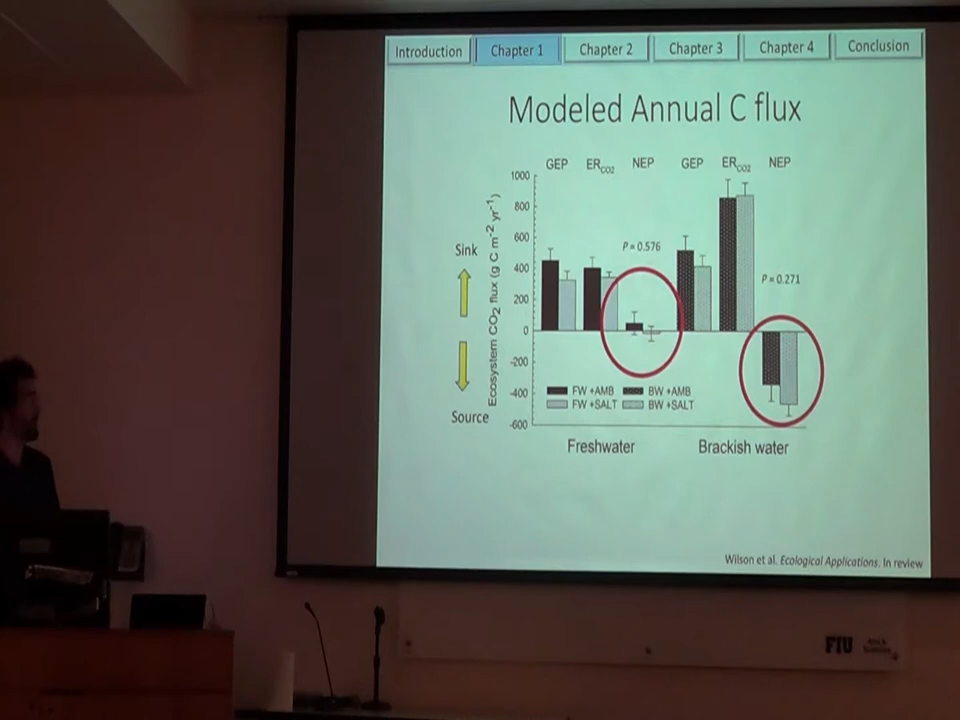 Introduction
Chapter 1
Chapter 2
Chapter 3
Chapter 4
Conclusion
Modeled Annual C flux
GEP
ER CO2
NEP
GEP
ER CO2
NEP
1000
800
600
400
200
0
-200
-400
-600
Ecosystem CO2 flux (g C m-2 yr-1)
Sink
Source
P = 0.576
P = 0.271
FW +AMB
BW +AMB
FW +SALT
BW +SALT
Freshwater
Brackish water
Wilson et al. Ecological Applications. In review
FIU